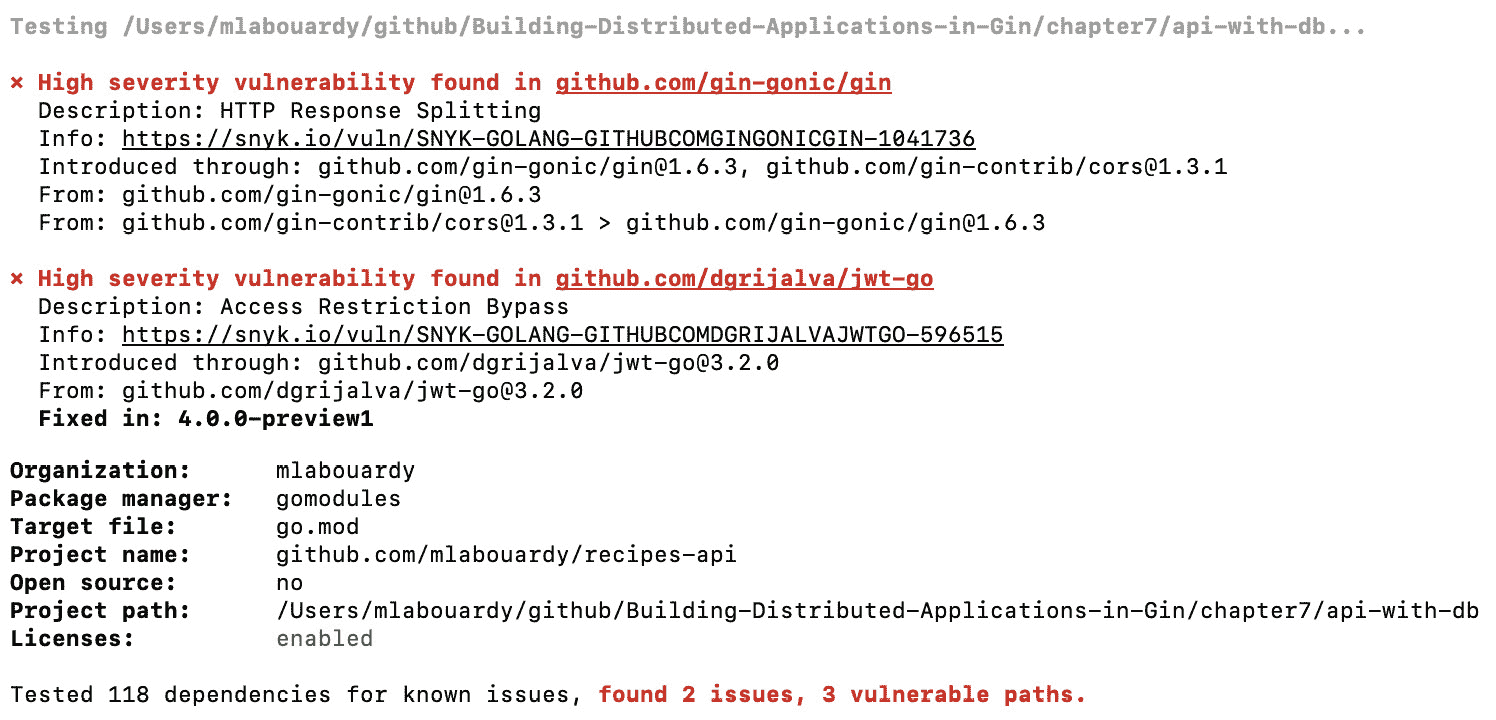 Testing /Users/mlabouardy/github/Building-Distributed-Applications-in-Gin/chapter7/api-with-db...
× High severity vulnerability found in github.com/gin-gonic/gin
Description: HTTP Response Splitting
Info: https://snyk.io/vuln/SNYK-GOLANG-GITHUBCOMGINGONICGIN-1041736
Introduced through: github.com/gin-gonic/gin@1.6.3, github.com/gin-contrib/cors@1.3.1
From: github.com/gin-gonic/gin@1.6.3
From: github.com/gin-contrib/cors@1.3.1 > github.com/gin-gonic/gin@1.6.3
× High severity vulnerability found in github.com/dgrijalva/jwt-go
Description: Access Restriction Bypass
Info: https://snyk.io/vuln/SNYK-GOLANG-GITHUBCOMDGRIJALVAJWTGO-596515
Introduced through: github.com/dgrijalva/jwt-go@3.2.0
From: github.com/dgrijalva/jwt-go@3.2.0
Fixed in: 4.0.0-preview1
Organization: mlabouardy
Package manager: gomodules
Target file: go.mod
Project name: github.com/mlabouardy/recipes-api
Open source: no
Project path: /Users/mlabouardy/github/Building-Distributed-Applications-in-Gin/chapter7/api-with-db
Licenses: enabled
Tested 118 dependencies for known issues, found 2 issues, 3 vulnerable paths.